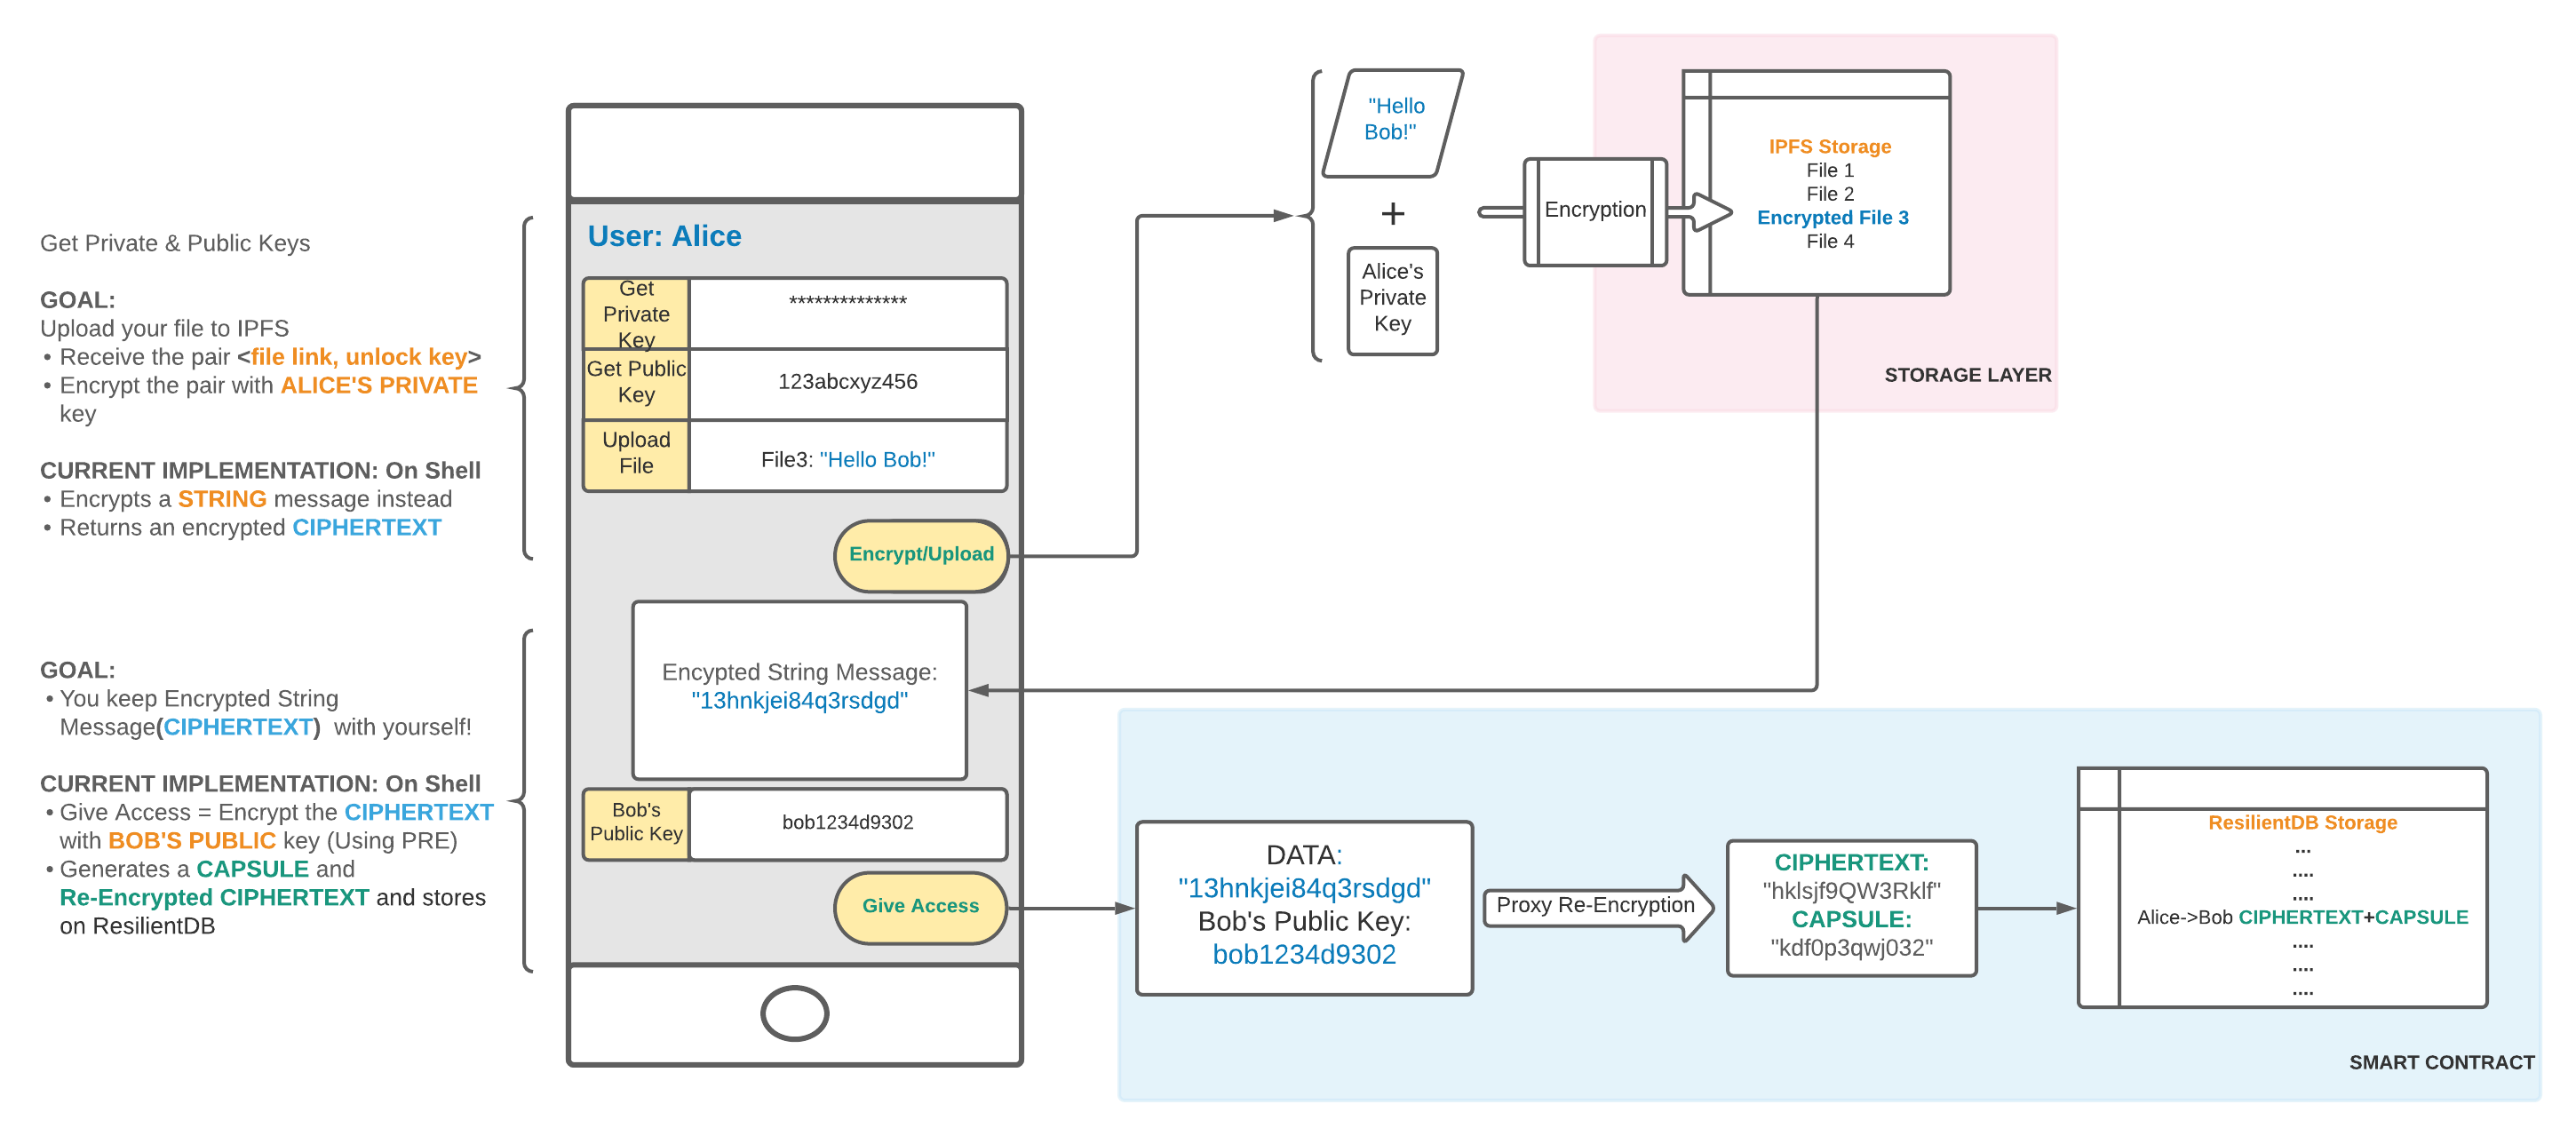 Get Private & Public Keys
GOAL:
Upload your file to IPFS
• Receive the pair <file link, unlock key>
• Encrypt the pair with ALICE'S PRIVATE
key
CURRENT IMPLEMENTATION: On Shell
• Encrypts a STRING message instead
• Returns an encrypted CIPHERTEXT
GOAL:
• You keep Encrypted String
Message(CIPHERTEXT) with yourself!
CURRENT IMPLEMENTATION: On Shell
• Give Access = Encrypt the CIPHERTEXT
with BOB'S PUBLIC key (Using PRE)
• Generates a CAPSULE and
Re-Encrypted CIPHERTEXT and stores
on ResilientDB
User: Alice
Get
Private
Key
**************
Get Public
Key
123abcxyz456
Upload
File
File3: "Hello Bob!"
Encrypt/Upload
Encypted String Message:
"13hnkjei84q3rsdgd"
Bob's
Public Key
bob1234d9302
Give Access
"Hello
Bob!"
+
Alice's
Private
Key
Encryption
IPFS Storage
File 1
File 2
Encrypted File 3
File 4
STORAGE LAYER
DATA:
"13hnkjei84q3rsdgd"
Bob's Public Key:
bob1234d9302
Proxy Re-Encryption
CIPHERTEXT:
"hklsjf9QW3Rklf"
CAPSULE:
"kdf0p3qwj032"
ResilientDB Storage
...
....
....
Alice->Bob CIPHERTEXT+CAPSULE
....
....
....
SMART CONTRACT